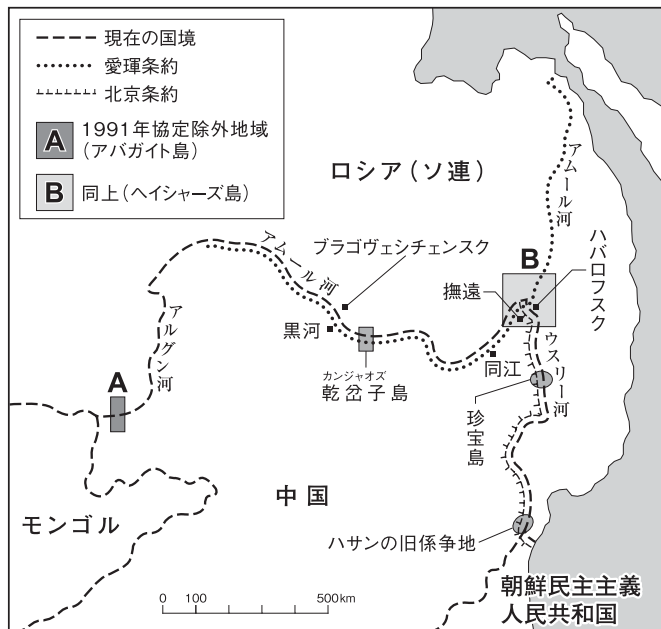 現在の国境
愛琿条約
北京条約
A
1991年協定除外地域
(アバガイト島)
B
同上(ヘイシャーズ島)
ロシア(ソ連)
アムール河
アムール河
ブラゴヴェシチェンスク
B
ハバロフスク
撫遠
黒河
アルグン河
カンジャオズ
乾岔子島
同江
ウスリー河
A
珍宝島
中国
モンゴル
ハサンの旧係争地
0 100 500km
朝鮮民主主義
人民共和国